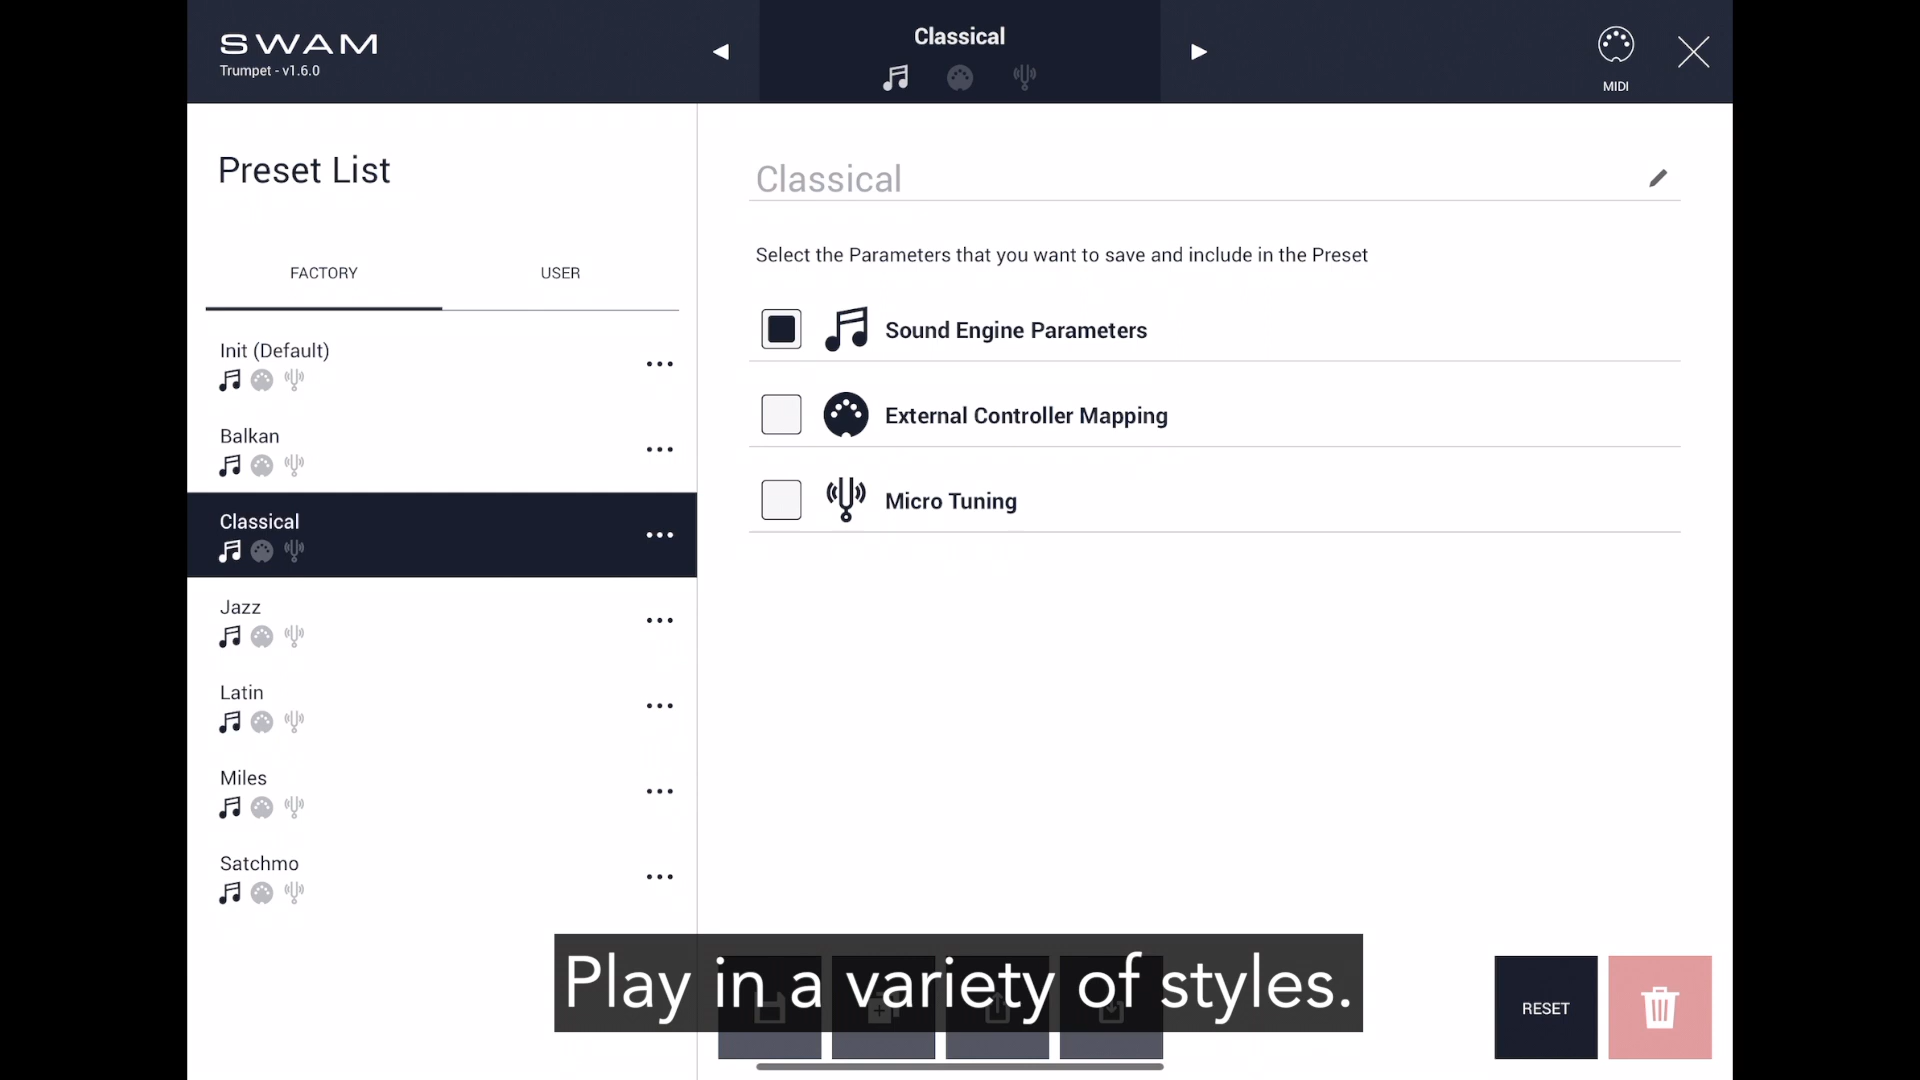 SWAM
Trumpet - v1.6.0
Classical
MIDI
Preset List
FACTORY
USER
Init (Default)
Balkan
Classical
Jazz
Latin
Miles
Satchmo
Classical
Select the Parameters that you want to save and include in the Preset
Sound Engine Parameters
External Controller Mapping
Micro Tuning
Play in a variety of styles.
RESET